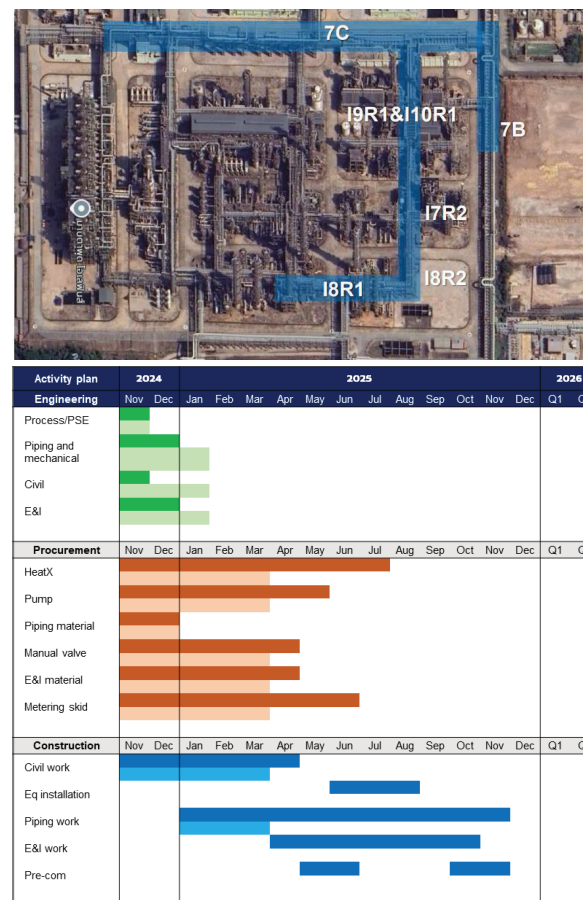 7C
I9R1&I10R1
7B
I7R2
I8R2
I8R1
Activity plan 2024 2025 2026
Engineering Nov Dec Jan Feb Mar Apr May Jun Jul Aug Sep Oct Nov Dec Q1
Process/PSE
Piping and
mechanical
Civil
E&I
Procurement Nov Dec Jan Feb Mar Apr May Jun Jul Aug Sep Oct Nov Dec Q1
HeatX
Pump
Piping material
Manual valve
E&I material
Metering skid
Construction Nov Dec Jan Feb Mar Apr May Jun Jul Aug Sep Oct Nov Dec Q1
Civil work
Eq installation
Piping work
E&I work
Pre-com